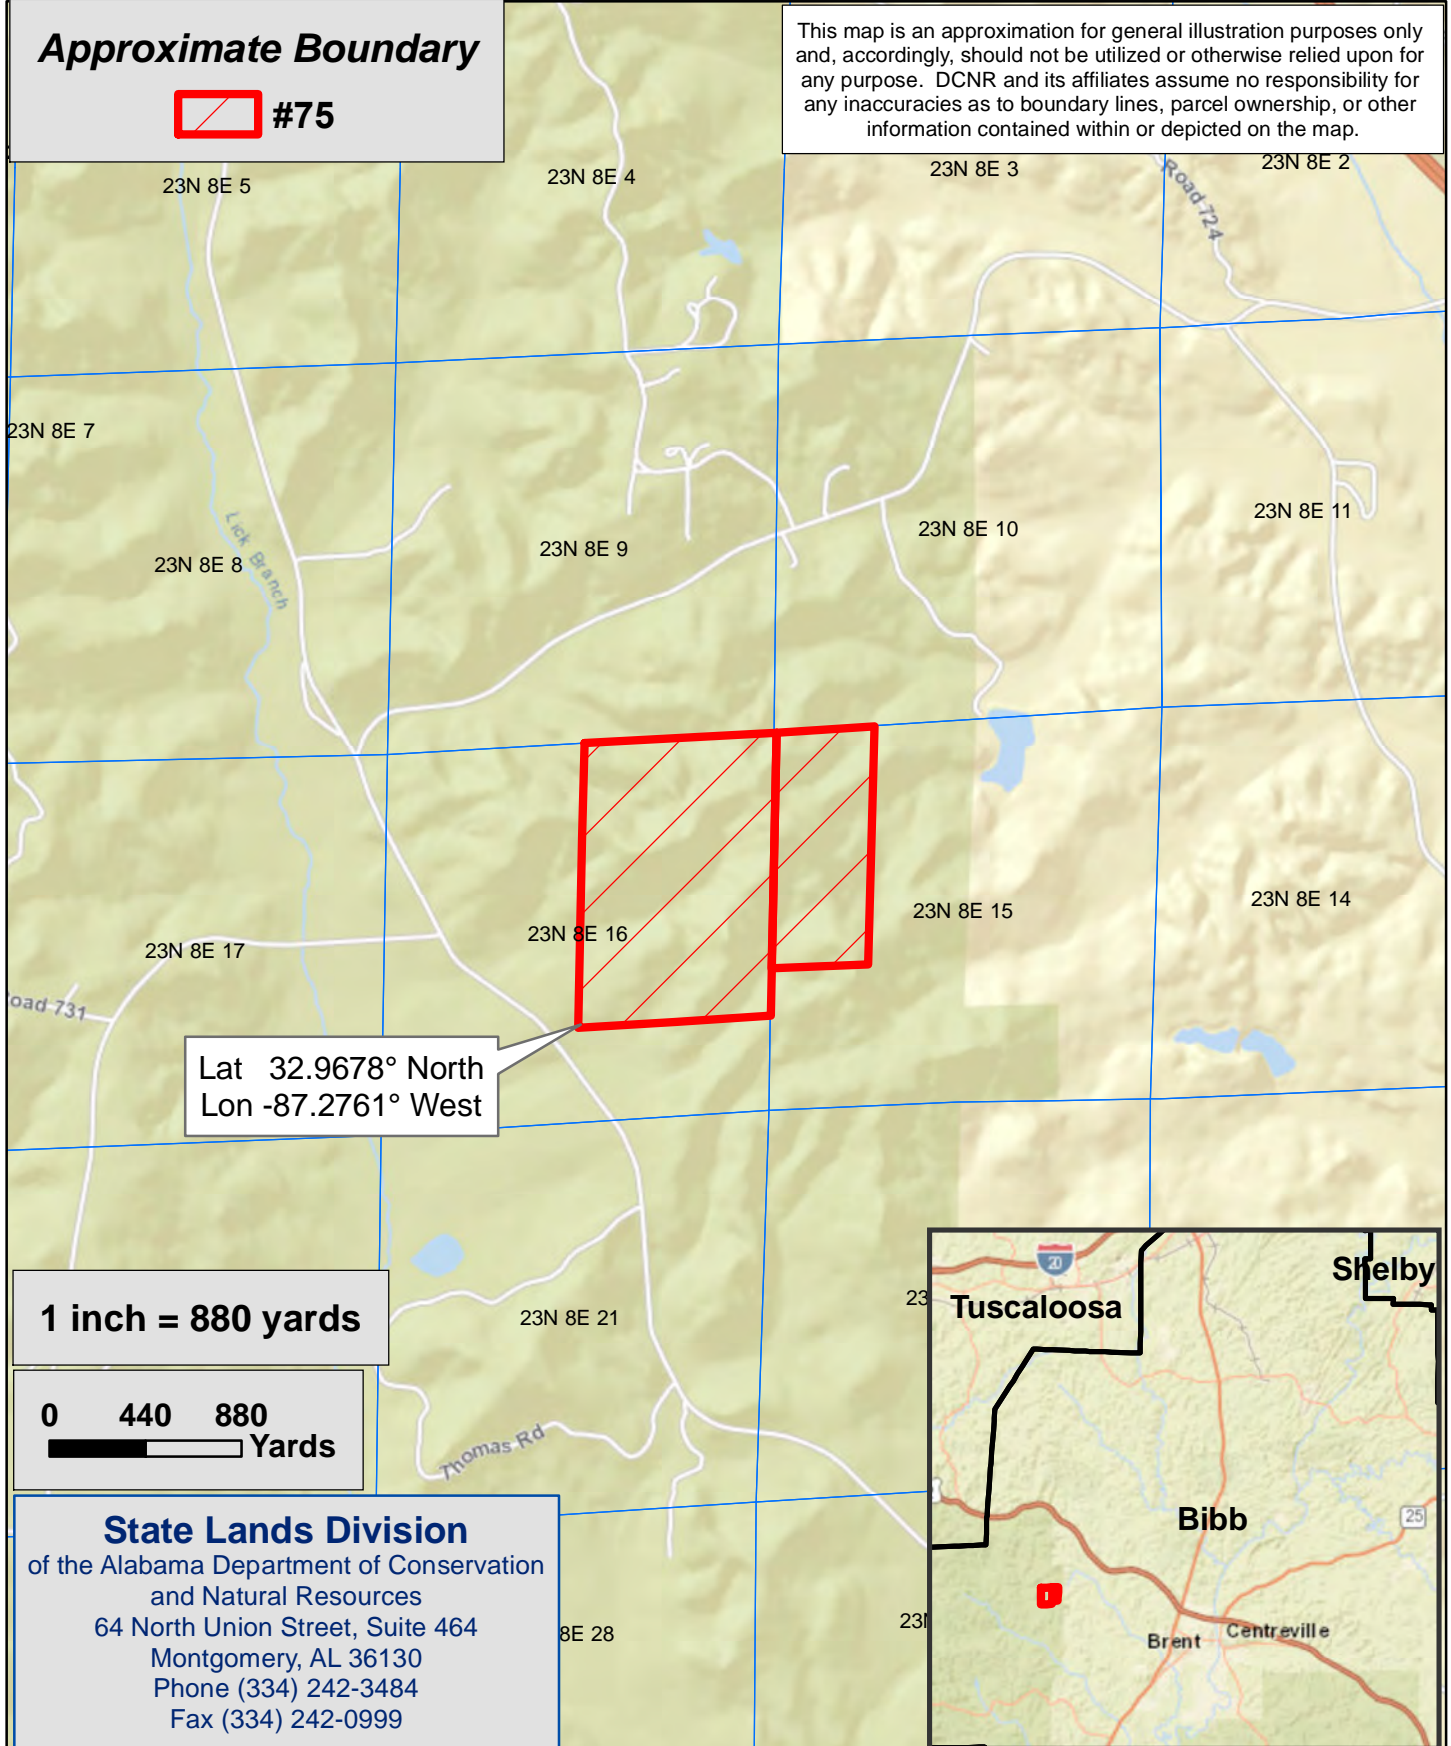 Approximate Boundary
#75
This map is an approximation for general illustration purposes only
and, accordingly, should not be utilized or otherwise relied upon for
any purpose. DCNR and its affiliates assume no responsibility for
any inaccuracies as to boundary lines, parcel ownership, or other
information contained within or depicted on the map.
23N 8E 5
23N 8E 4
23N 8E 3
23N 8E 2
Road 724
23N 8E 7
23N 8E 8
Lick Branch
23N 8E 9
23N 8E 10
23N 8E 11
23N 8E 17
23N 8E 16
23N 8E 15
23N 8E 14
oad 731
Lat 32.9678° North
Lon -87.2761° West
23N 8E 21
23
Thomas Rd
8E 28
23N
1 inch = 880 yards
0 440 880
Yards
State Lands Division
of the Alabama Department of Conservation
and Natural Resources
64 North Union Street, Suite 464
Montgomery, AL 36130
Phone (334) 242-3484
Fax (334) 242-0999
20
Shelby
Tuscaloosa
Bibb
25
Brent
Centreville